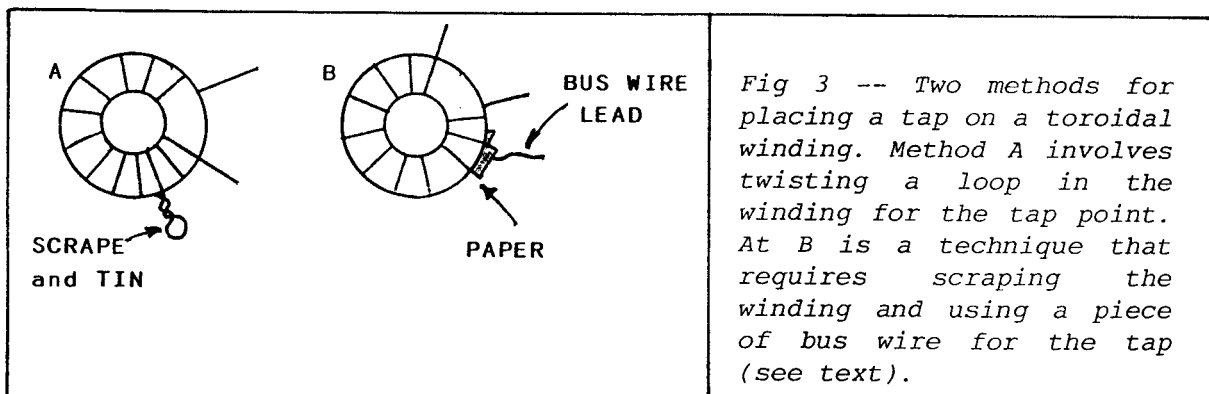 A
B
BUS WIRE
LEAD
SCRAPE
and TIN
PAPER
Fig 3 -- Two methods for
placing a tap on a toroidal
winding. Method A involves
twisting a loop in the
winding for the tap point.
At B is a technique that
requires scraping the
winding and using a piece
of bus wire for the tap
(see text).